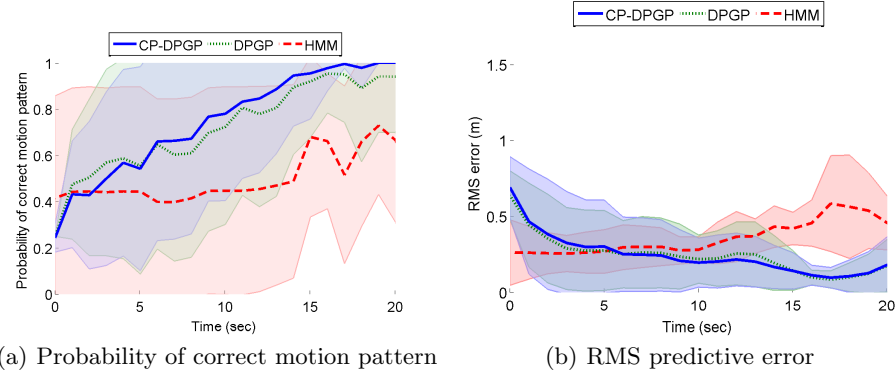 CP-DPGP DPGP HMM
Probability of correct motion pattern
1
0.8
0.6
0.4
0.2
0
0 5 10 15 20
Time (sec)
(a) Probability of correct motion pattern
CP-DPGP DPGP HMM
RMS error (m)
1.5
1
0.5
0
0 5 10 15 20
Time (sec)
(b) RMS predictive error